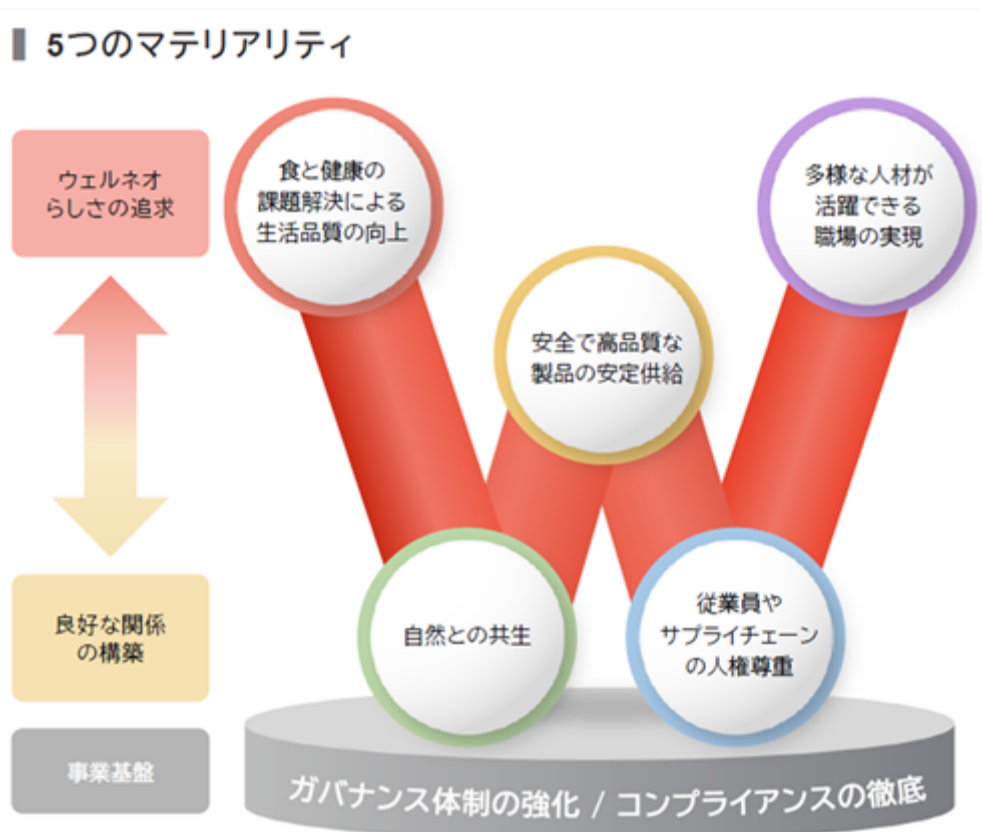 5つのマテリアリティ
ウェルネオ
らしさの追求
食と健康の
課題解決による
生活品質の向上
多様な人材が
活躍できる
職場の実現
安全で高品質な
製品の安定供給
良好な関係
の構築
自然との共生
従業員や
サプライチェーン
の人権尊重
事業基盤
ガバナンス体制の強化 / コンプライアンスの徹底